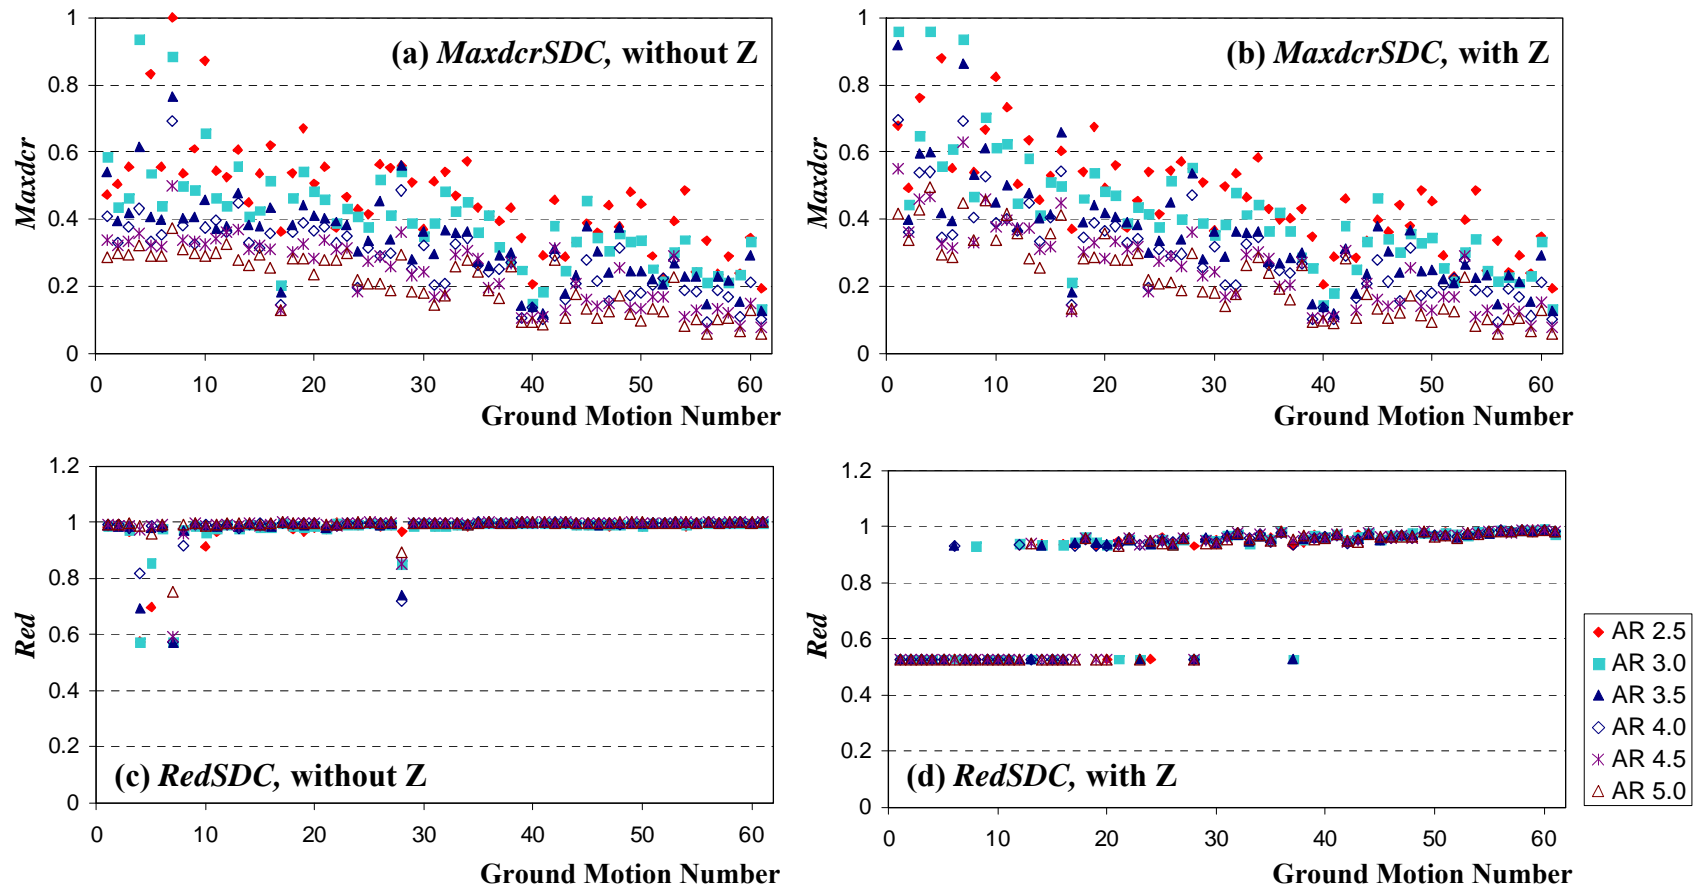 (a) MaxdcrSDC, without Z
Maxdcr
1
0.8
0.6
0.4
0.2
0
0 10 20 30 40 50 60
Ground Motion Number
(b) MaxdcrSDC, with Z
Maxdcr
1
0.8
0.6
0.4
0.2
0
0 10 20 30 40 50 60
Ground Motion Number
(c) RedSDC, without Z
Red
1.2
1
0.8
0.6
0.4
0.2
0
0 10 20 30 40 50 60
Ground Motion Number
(d) RedSDC, with Z
Red
1.2
1
0.8
0.6
0.4
0.2
0
0 10 20 30 40 50 60
Ground Motion Number
AR 2.5
AR 3.0
AR 3.5
AR 4.0
AR 4.5
AR 5.0